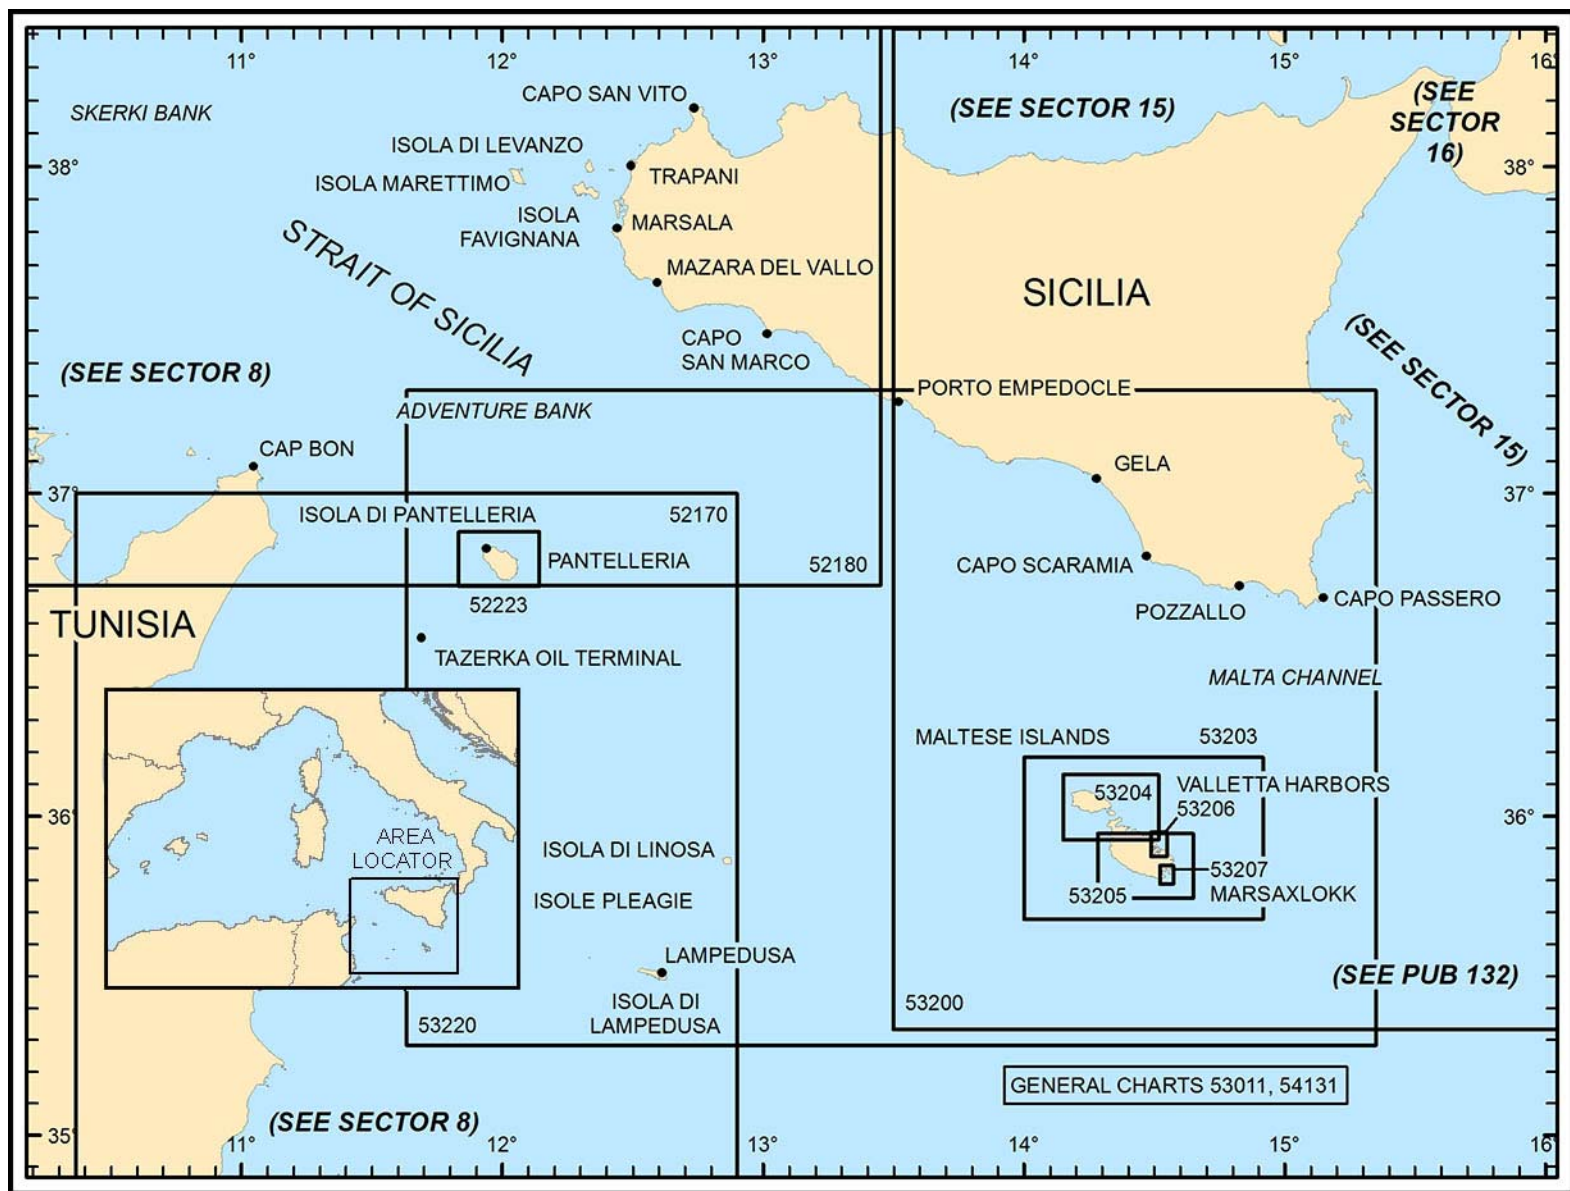 11°
12°
13°
14°
15°
16°
SKERKI BANK
CAPO SAN VITO
(SEE SECTOR 15)
(SEE
SECTOR
16)
ISOLA DI LEVANZO
38°
ISOLA MARETTIMO
TRAPANI
38°
ISOLA
FAVIGNANA
MARSALA
STRAIT OF SICILIA
MAZARA DEL VALLO
SICILIA
CAPO
SAN MARCO
(SEE SECTOR 15)
(SEE SECTOR 8)
ADVENTURE BANK
PORTO EMPEDOCLE
CAP BON
GELA
37°
37°
ISOLA DI PANTELLERIA
52170
PANTELLERIA
52180
CAPO SCARAMIA
52223
POZZALLO
CAPO PASSERO
TUNISIA
TAZERKA OIL TERMINAL
MALTA CHANNEL
MALTESE ISLANDS
53203
53204
VALLETTA HARBORS
53206
36°
36°
AREA
LOCATOR
ISOLA DI LINOSA
53207
53205
MARSAXLOKK
ISOLE PLEAGIE
LAMPEDUSA
(SEE PUB 132)
ISOLA DI
LAMPEDUSA
53220
53200
GENERAL CHARTS 53011, 54131
(SEE SECTOR 8)
35°
35°
11°
12°
13°
14°
15°
16°